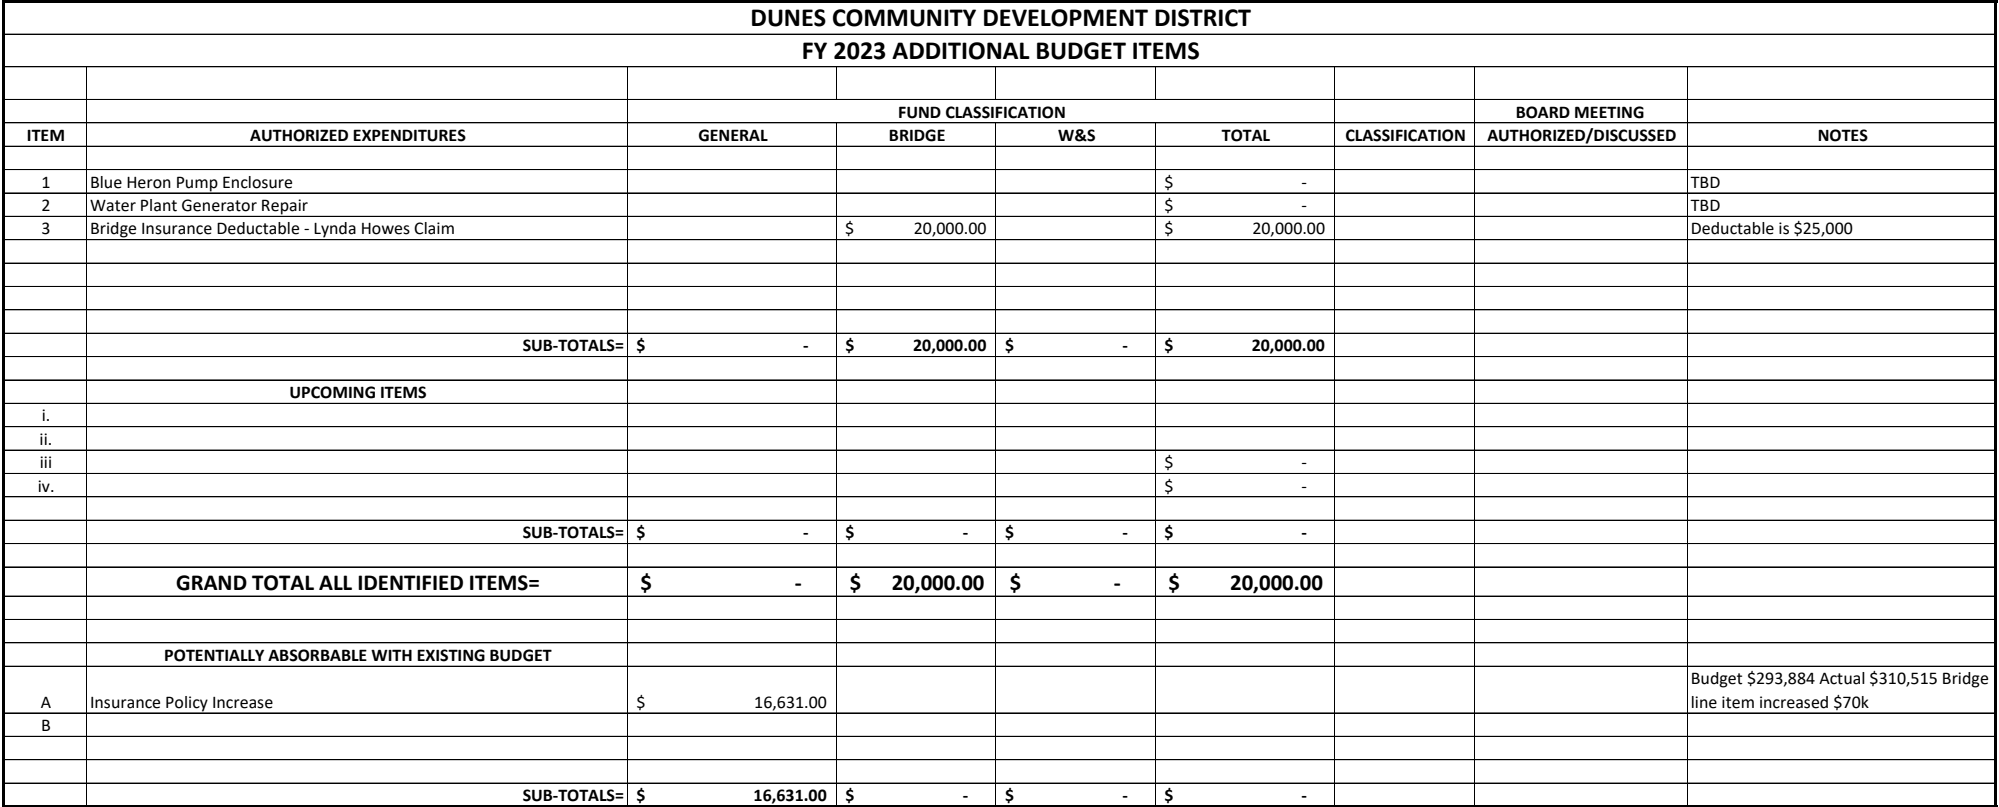 DUNES COMMUNITY DEVELOPMENT DISTRICT
FY 2023 ADDITIONAL BUDGET ITEMS
FUND CLASSIFICATION BOARD MEETING
ITEM AUTHORIZED EXPENDITURES GENERAL BRIDGE W&S TOTAL CLASSIFICATION AUTHORIZED/DISCUSSED NOTES
1 Blue Heron Pump Enclosure $ - TBD
2 Water Plant Generator Repair $ - TBD
3 Bridge Insurance Deductable - Lynda Howes Claim $ 20,000.00 $ 20,000.00 Deductable is $25,000
SUB-TOTALS= $ - $ 20,000.00 $ - $ 20,000.00
UPCOMING ITEMS
i.
ii.
iii $ -
iv. $ -
SUB-TOTALS= $ - $ - $ - $ -
GRAND TOTAL ALL IDENTIFIED ITEMS= $ - $ 20,000.00 $ - $ 20,000.00
POTENTIALLY ABSORBABLE WITH EXISTING BUDGET
Budget $293,884 Actual $310,515 Bridge
A Insurance Policy Increase $ 16,631.00 line item increased $70k
B
SUB-TOTALS= $ 16,631.00 $ - $ - $ -